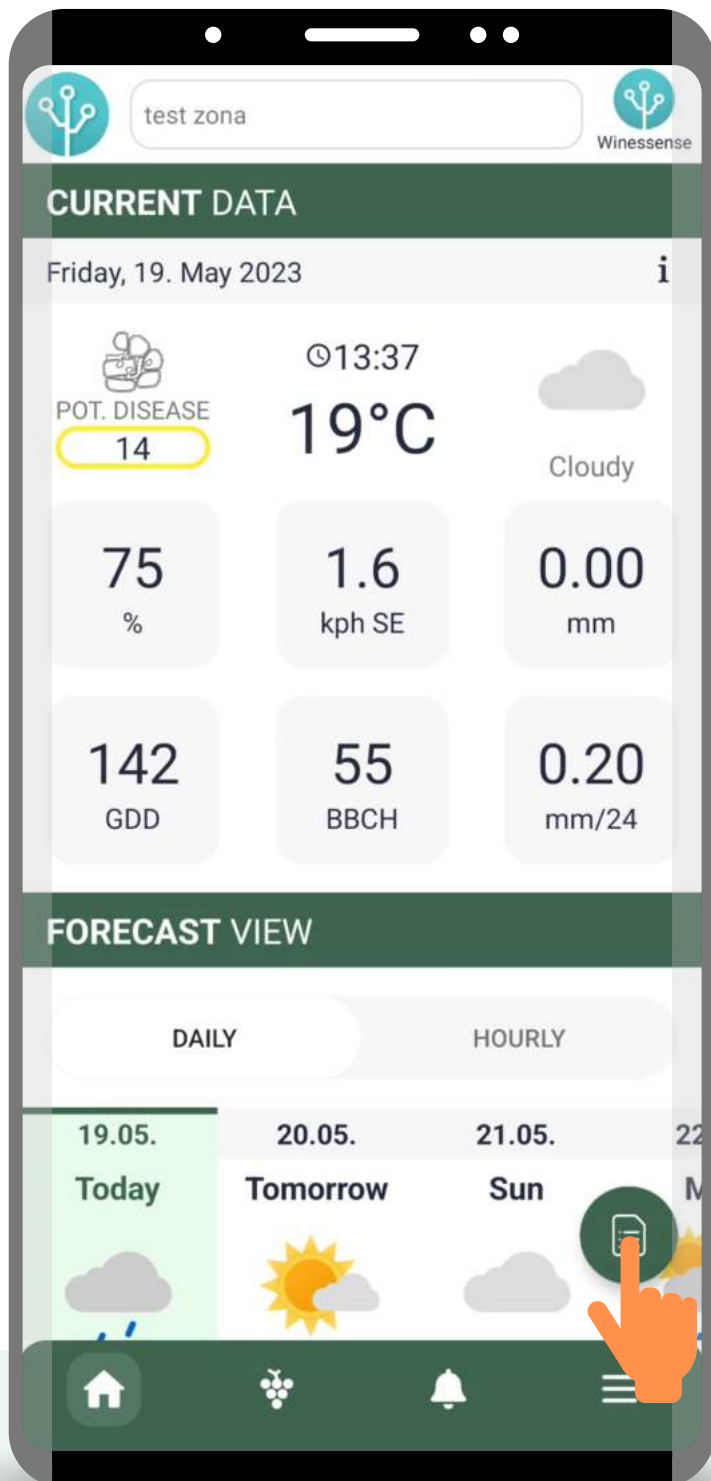 test zona
Winessense
CURRENT DATA
Friday, 19. May 2023 i
13:37
POT. DISEASE
14
19°C
Cloudy
75 1.6 0.00
% kph SE mm
142 55 0.20
GDD BBCH mm/24
FORECAST VIEW
DAILY HOURLY
19.05. 20.05. 21.05. 22
Today Tomorrow Sun M